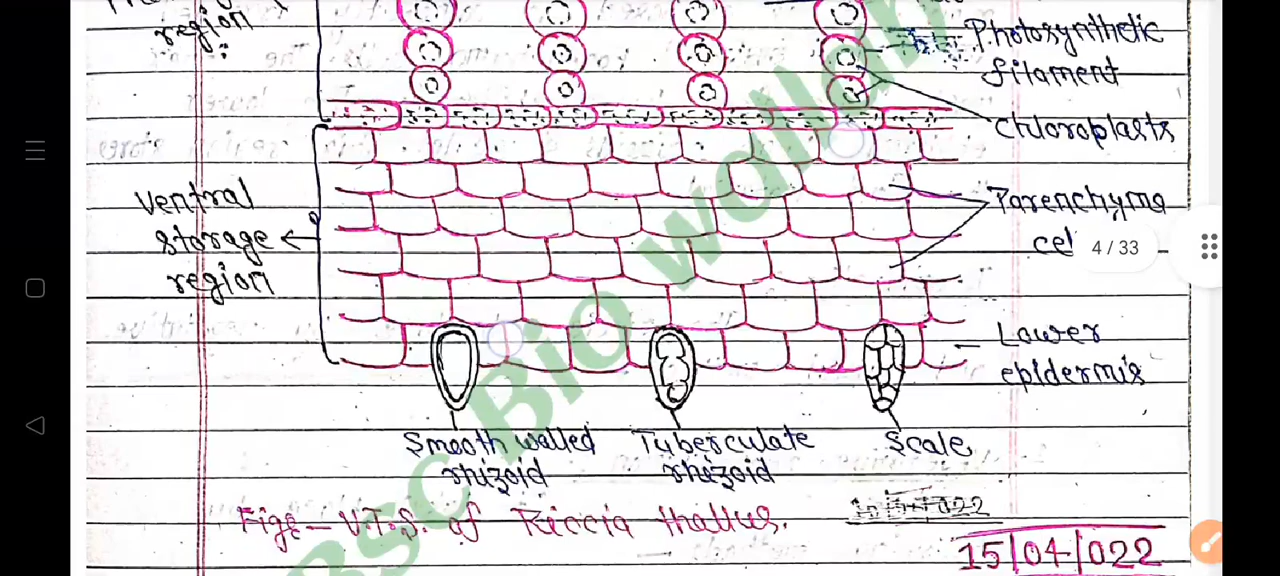 region
Photosynthetic
filament
Chloroplasts
Ventral
storage
region
Parenchyma
cel
4 / 33
Lower
epidermis
Smooth walled
rhizoid
Tuberculate
rhizoid
Scale
Fig:- V.T.S. of Riccia thallus.
15/04/022
BSC Bio wallah